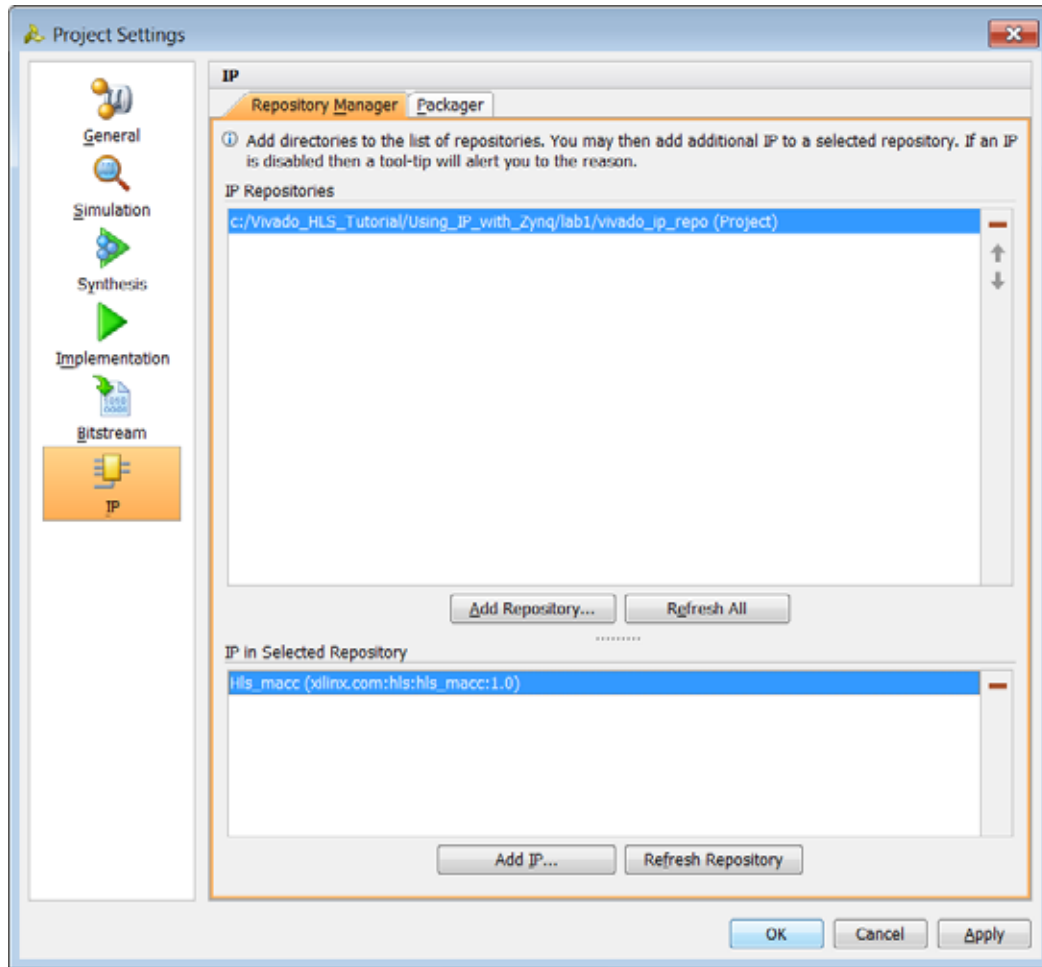 Project Settings
General
Simulation
Synthesis
Implementation
Bitstream
IP
IP
Repository Manager
Packager
Add directories to the list of repositories. You may then add additional IP to a selected repository. If an IP
is disabled then a tool-tip will alert you to the reason.
IP Repositories
c:/Vivado_HLS_Tutorial/Using_IP_with_Zynq/lab1/vivado_ip_repo (Project)
Add Repository...
Refresh All
IP in Selected Repository
Hls_macc (xilinx.com:hls:hls_macc:1.0)
Add IP...
Refresh Repository
OK
Cancel
Apply